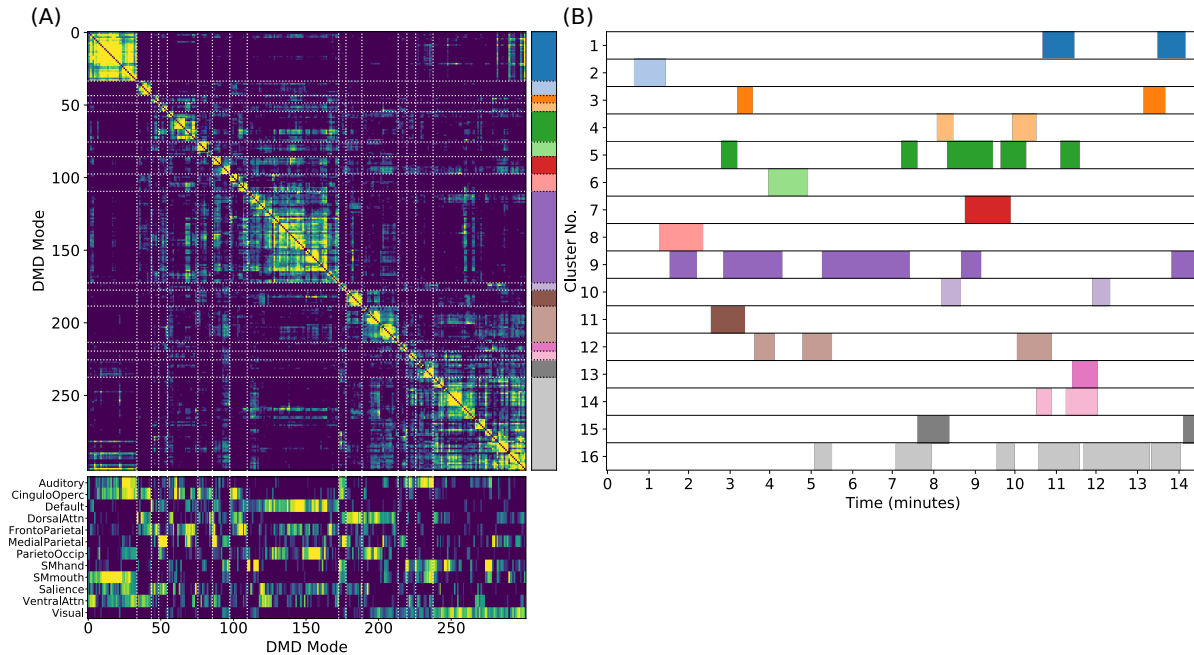 (A)
0
50
100
150
200
250
DMD Mode
Auditory
CinguloOperc
Default
DorsalAttn
FrontoParietal
MedialParietal
ParietoOccip
SMhand
SMmouth
Salience
VentralAttn
Visual
0 50 100 150 200 250
DMD Mode
(B)
1
2
3
4
5
6
7
8
9
10
11
12
13
14
15
16
Cluster No.
0 1 2 3 4 5 6 7 8 9 10 11 12 13 14
Time (minutes)